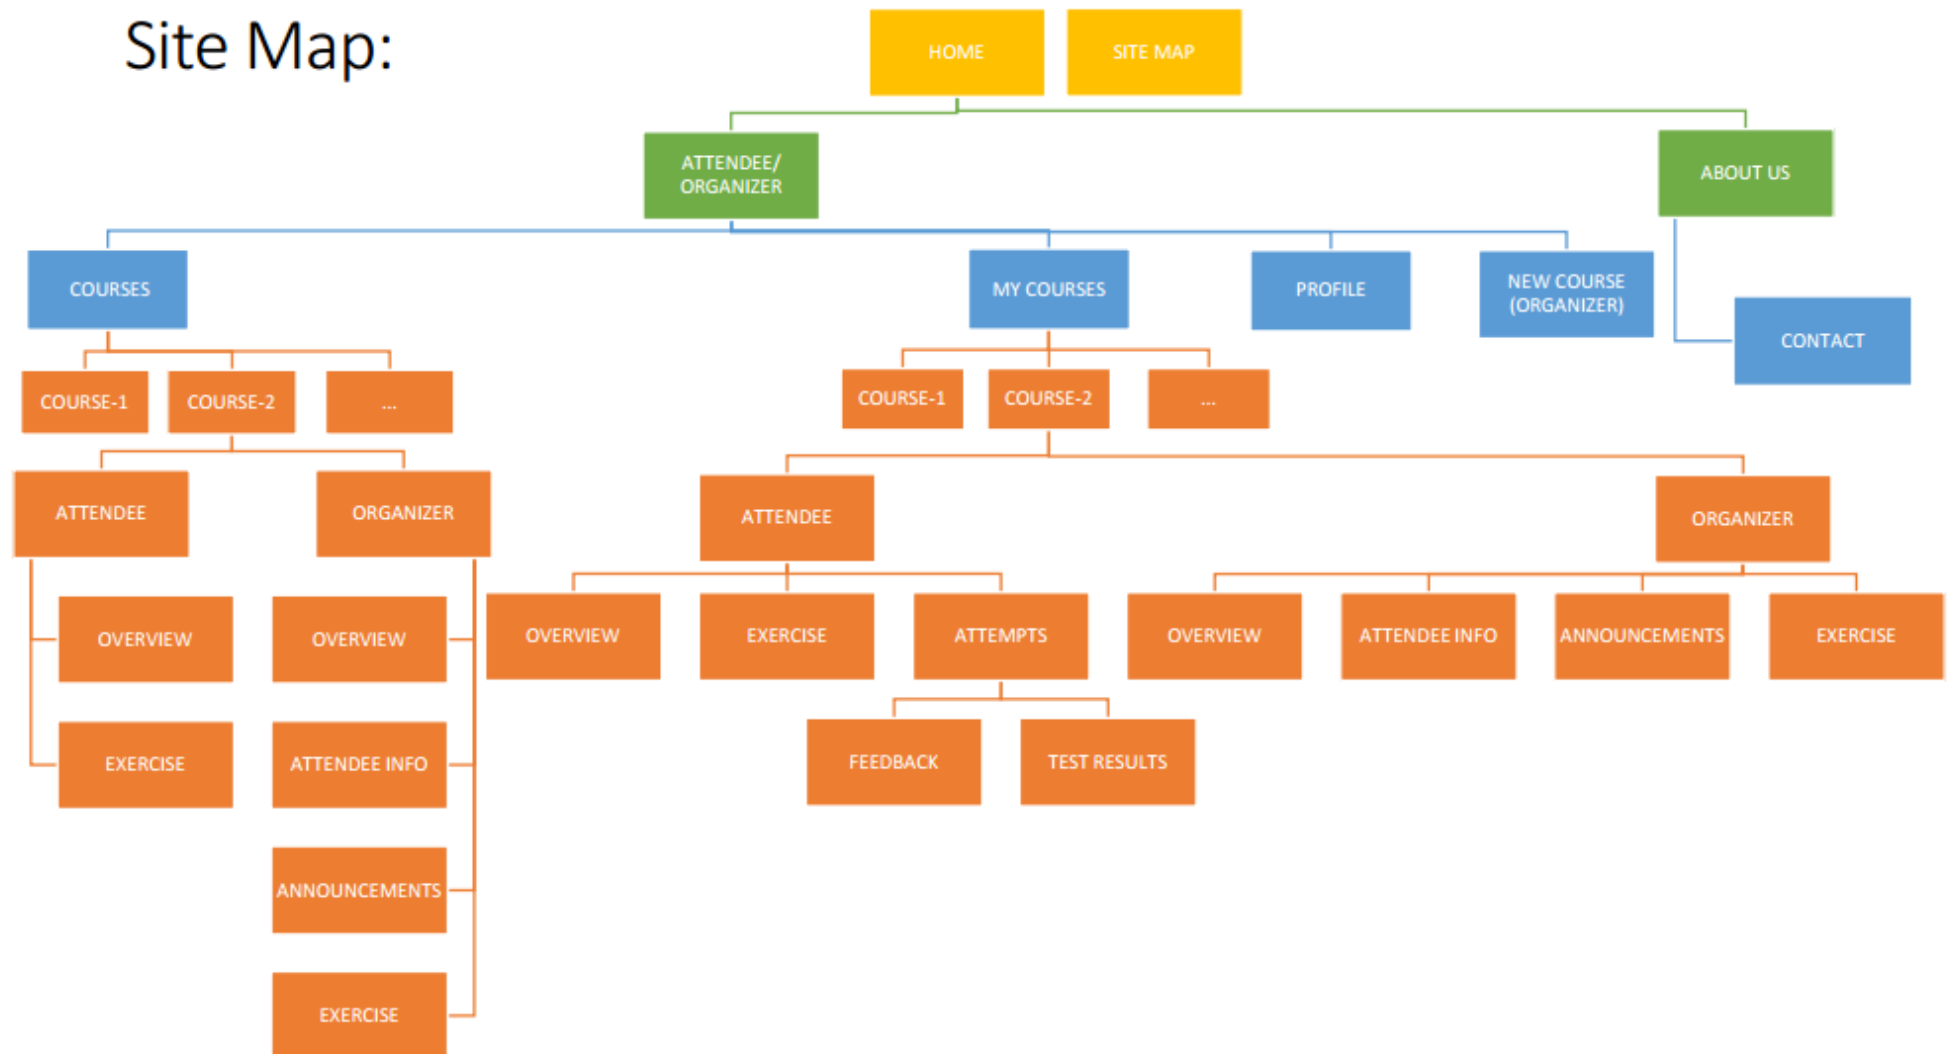 Site Map:
HOME
SITE MAP
ATTENDEE/
ORGANIZER
ABOUT US
COURSES
MY COURSES
PROFILE
NEW COURSE
(ORGANIZER)
CONTACT
COURSE-1
COURSE-2
...
COURSE-1
COURSE-2
...
ATTENDEE
ORGANIZER
ATTENDEE
ORGANIZER
OVERVIEW
OVERVIEW
OVERVIEW
EXERCISE
ATTEMPTS
OVERVIEW
ATTENDEE INFO
ANNOUNCEMENTS
EXERCISE
EXERCISE
ATTENDEE INFO
FEEDBACK
TEST RESULTS
ANNOUNCEMENTS
EXERCISE